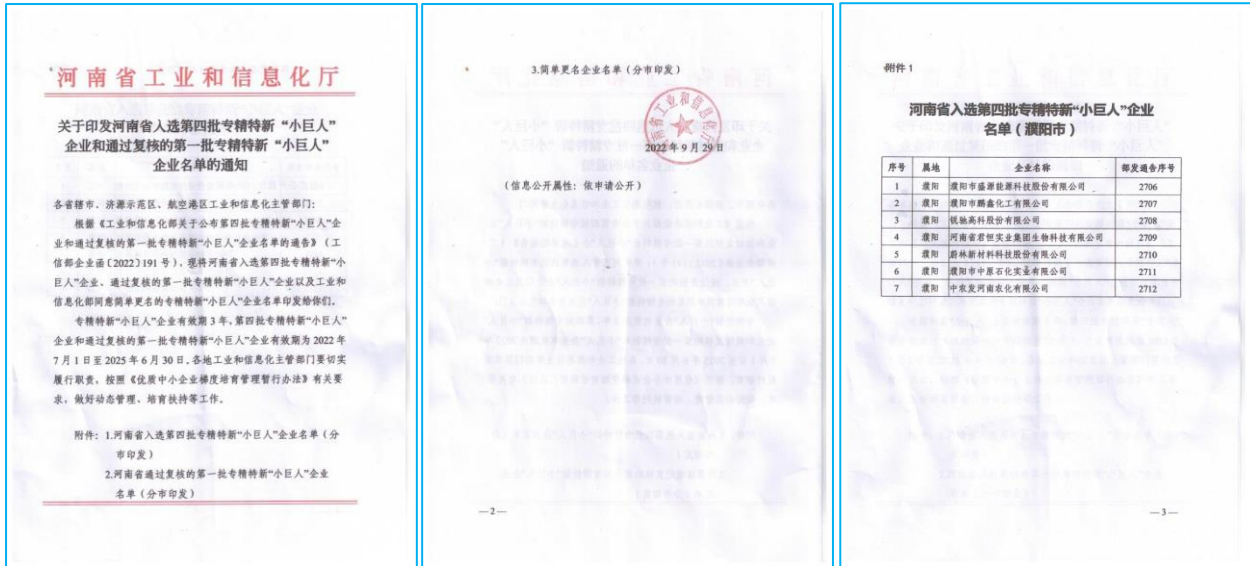 河南省工业和信息化厅
关于印发河南省入选第四批专精特新“小巨人”
企业和通过复核的第一批专精特新“小巨人”
企业名单的通知
各省辖市、济源示范区、航空港区工业和信息化主管部门：
根据《工业和信息化部关于公布第四批专精特新“小巨人”企
业和通过复核的第一批专精特新“小巨人”企业名单的通告》（工
信部企业函〔2022〕191号），现将河南省入选第四批专精特新“小
巨人”企业、通过复核的第一批专精特新“小巨人”企业以及工业和
信息化部同意简单更名的专精特新“小巨人”企业名单印发给你们。
专精特新“小巨人”企业有效期3年，第四批专精特新“小巨人”
企业和通过复核的第一批专精特新“小巨人”企业有效期为2022年
7月1日至2025年6月30日。各地工业和信息化主管部门要切实
履行职责，按照《优质中小企业梯度培育管理暂行办法》有关要
求，做好动态管理、培育扶持等工作。
附件：1.河南省入选第四批专精特新“小巨人”企业名单（分
市印发）
2.河南省通过复核的第一批专精特新“小巨人”企业
名单（分市印发）
3.简单更名企业名单（分市印发）
河南省工业和信息化厅
2022年9月29日
（信息公开属性：依申请公开）
—2—
附件1
河南省入选第四批专精特新“小巨人”企业
名单（濮阳市）
序号 属地 企业名称 部发通告序号
1 濮阳 濮阳市盛源能源科技股份有限公司 2706
2 濮阳 濮阳市鹏鑫化工有限公司 2707
3 濮阳 锐驰高科股份有限公司 2708
4 濮阳 河南省君恒实业集团生物科技有限公司 2709
5 濮阳 蔚林新材料科技股份有限公司 2710
6 濮阳 濮阳市中原石化实业有限公司 2711
7 濮阳 中农发河南农化有限公司 2712
—3—